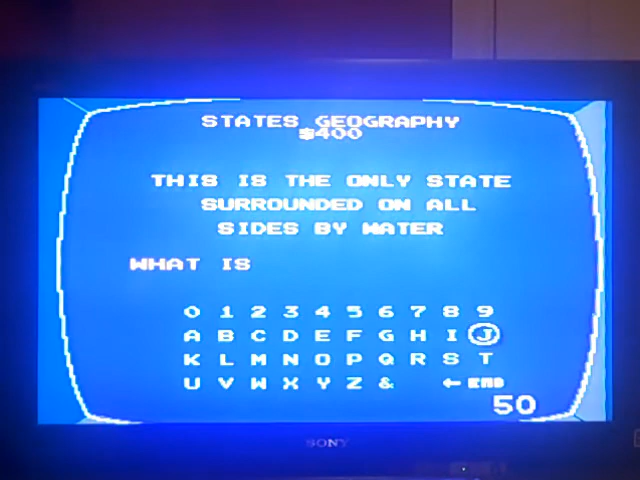 STATES GEOGRAPHY
$400
THIS IS THE ONLY STATE
SURROUNDED ON ALL
SIDES BY WATER
WHAT IS
0 1 2 3 4 5 6 7 8 9
A B C D E F G H I J
K L M N O P Q R S T
U V W X Y Z & ← END
50
SONY